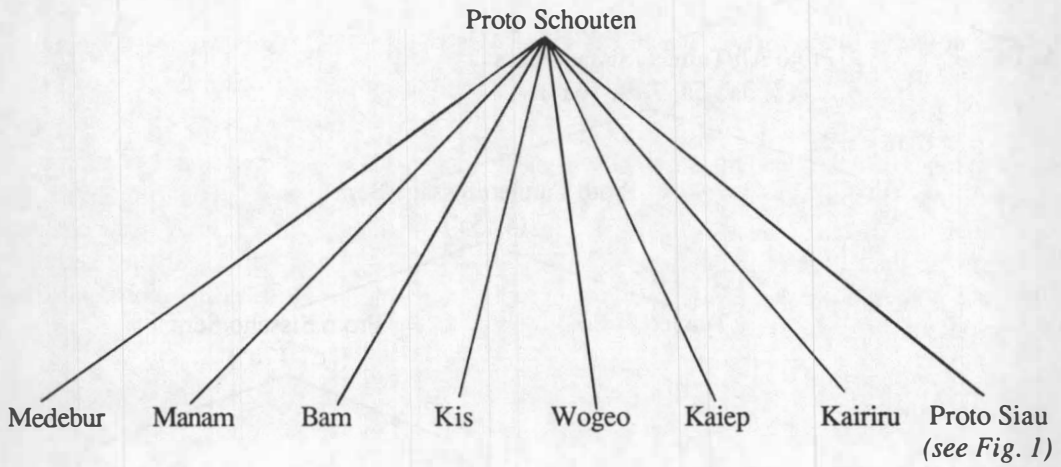 Proto Schouten
Medebur Manam Bam Kis Wogeo Kaiep Kairiru Proto Siau
(see Fig. 1)